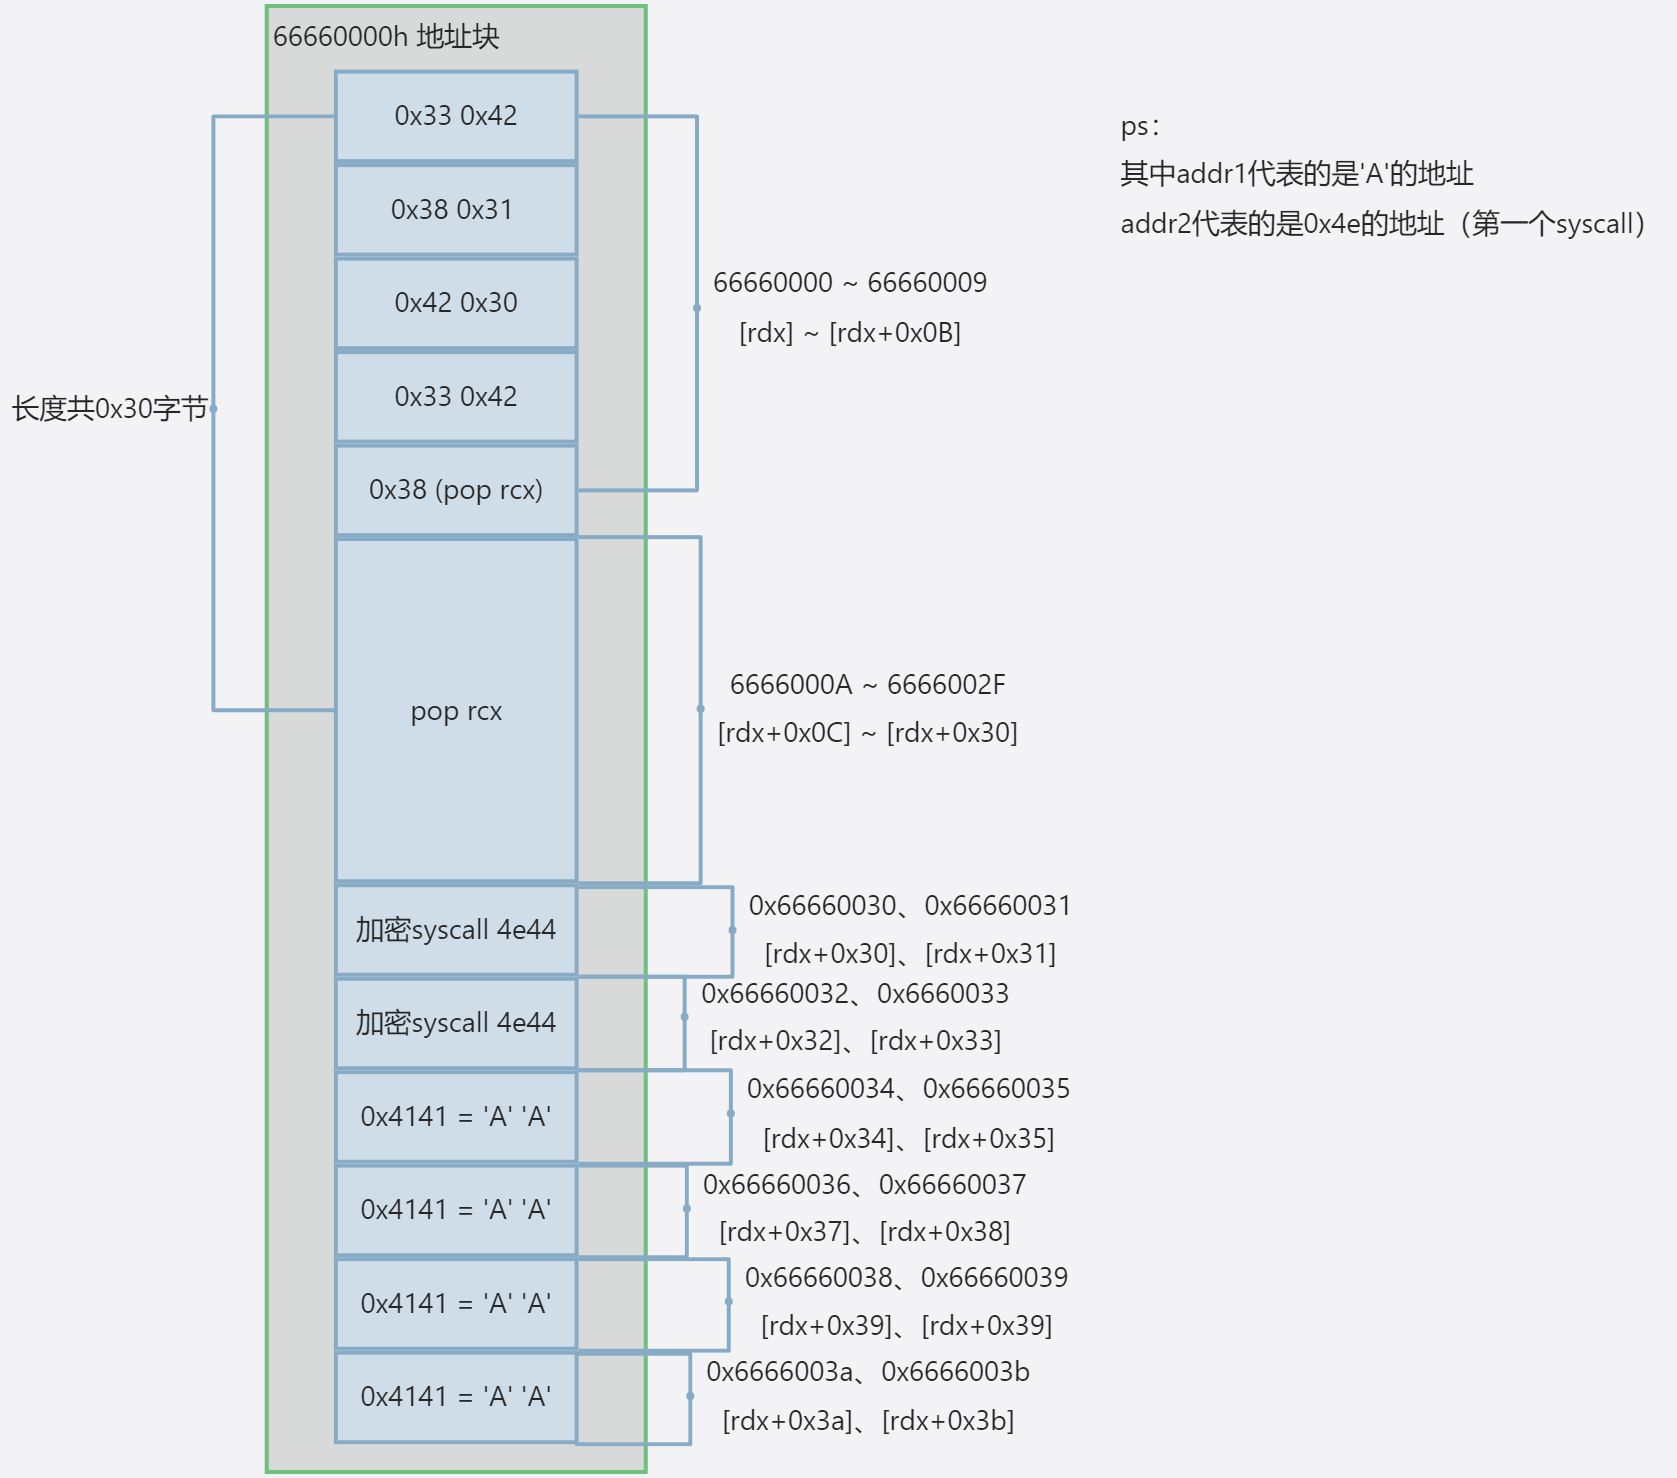 66660000h 地址块
0x33 0x42
0x38 0x31
0x42 0x30
0x33 0x42
0x38 (pop rcx)
pop rcx
加密syscall 4e44
加密syscall 4e44
0x4141 = 'A' 'A'
0x4141 = 'A' 'A'
0x4141 = 'A' 'A'
0x4141 = 'A' 'A'
长度共0x30字节
66660000 ~ 66660009
[rdx] ~ [rdx+0x0B]
6666000A ~ 6666002F
[rdx+0x0C] ~ [rdx+0x30]
0x66660030、0x66660031
[rdx+0x30]、[rdx+0x31]
0x66660032、0x6660033
[rdx+0x32]、[rdx+0x33]
0x66660034、0x66660035
[rdx+0x34]、[rdx+0x35]
0x66660036、0x66660037
[rdx+0x37]、[rdx+0x38]
0x66660038、0x66660039
[rdx+0x39]、[rdx+0x39]
0x6666003a、0x6666003b
[rdx+0x3a]、[rdx+0x3b]
ps：
其中addr1代表的是'A'的地址
addr2代表的是0x4e的地址（第一个syscall）